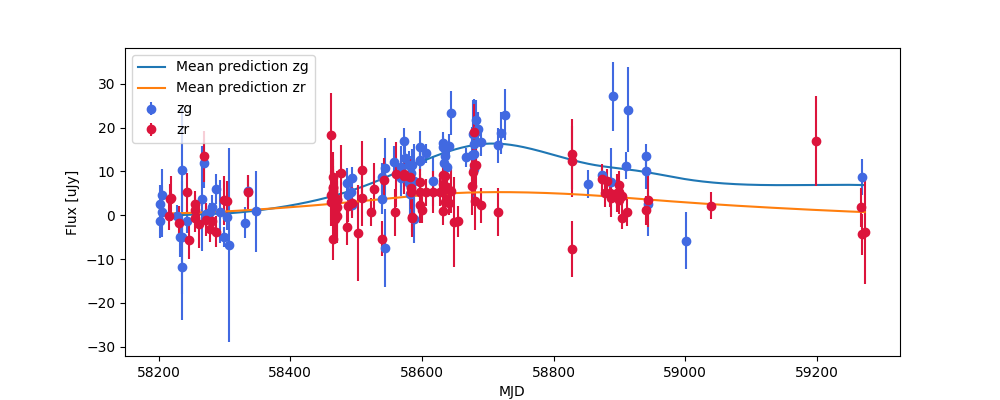 Mean prediction zg
Mean prediction zr
zg
zr
30
20
10
0
−10
−20
−30
Flux [uJy]
58200
58400
58600
58800
59000
59200
MJD